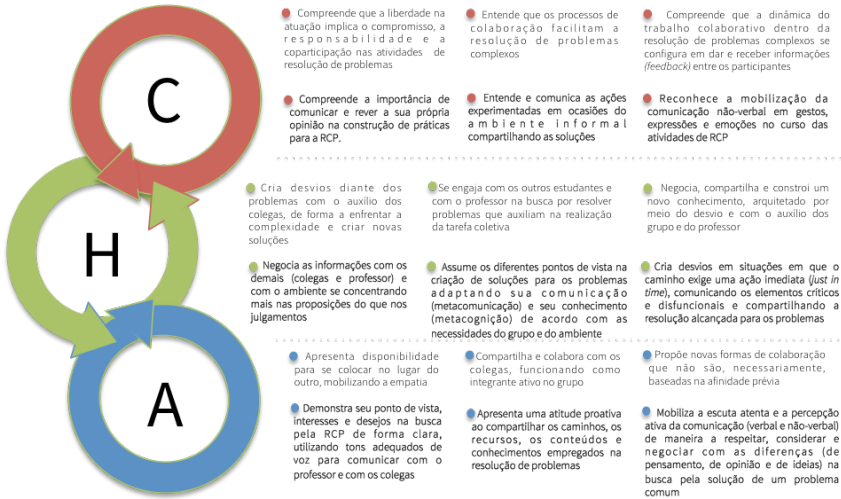 C
Compreende que a liberdade na
atuação implica o compromisso, a
responsabilidade e a
coparticipação nas atividades de
resolução de problemas
Entende que os processos de
colaboração facilitam a
resolução de problemas
complexos
Compreende que a dinâmica do
trabalho colaborativo dentro da
resolução de problemas complexos se
configura em dar e receber informações
(feedback) entre os participantes
Compreende a importância de
comunicar e rever a sua própria
opinião na construção de práticas
para a RCP.
Entende e comunica as ações
experimentadas em ocasiões do
ambiente informal
compartilhando as soluções
Reconhece a mobilização da
comunicação não-verbal em gestos,
expressões e emoções no curso das
atividades de RCP
H
Cria desvios diante dos
problemas com o auxílio dos
colegas, de forma a enfrentar a
complexidade e criar novas
soluções
Se engaja com os outros estudantes e
com o professor na busca por resolver
problemas que auxiliam na realização
da tarefa coletiva
Negocia, compartilha e constroi um
novo conhecimento, arquitetado por
meio do desvio e com o auxílio dos
grupo e do professor
Negocia as informações com os
demais (colegas e professor) e
com o ambiente se concentrando
mais nas proposições do que nos
julgamentos
Assume os diferentes pontos de vista na
criação de soluções para os problemas
adaptando sua comunicação
(metacomunicação) e seu conhecimento
(metacognição) de acordo com as
necessidades do grupo e do ambiente
Cria desvios em situações em que o
caminho exige uma ação imediata (just in
time), comunicando os elementos críticos
e disfuncionais e compartilhando a
resolução alcançada para os problemas
A
Apresenta disponibilidade
para se colocar no lugar do
outro, mobilizando a empatia
Compartilha e colabora com os
colegas, funcionando como
integrante ativo no grupo
Propõe novas formas de colaboração
que não são, necessariamente,
baseadas na afinidade prévia
Demonstra seu ponto de vista,
interesses e desejos na busca
pela RCP de forma clara,
utilizando tons adequados de
voz para comunicar com o
professor e com os colegas
Apresenta uma atitude proativa
ao compartilhar os caminhos, os
recursos, os conteúdos e
conhecimentos empregados na
resolução de problemas
Mobiliza a escuta atenta e a percepção
ativa da comunicação (verbal e não-verbal)
de maneira a respeitar, considerar e
negociar com as diferenças (de
pensamento, de opinião e de ideias) na
busca pela solução de um problema
comum